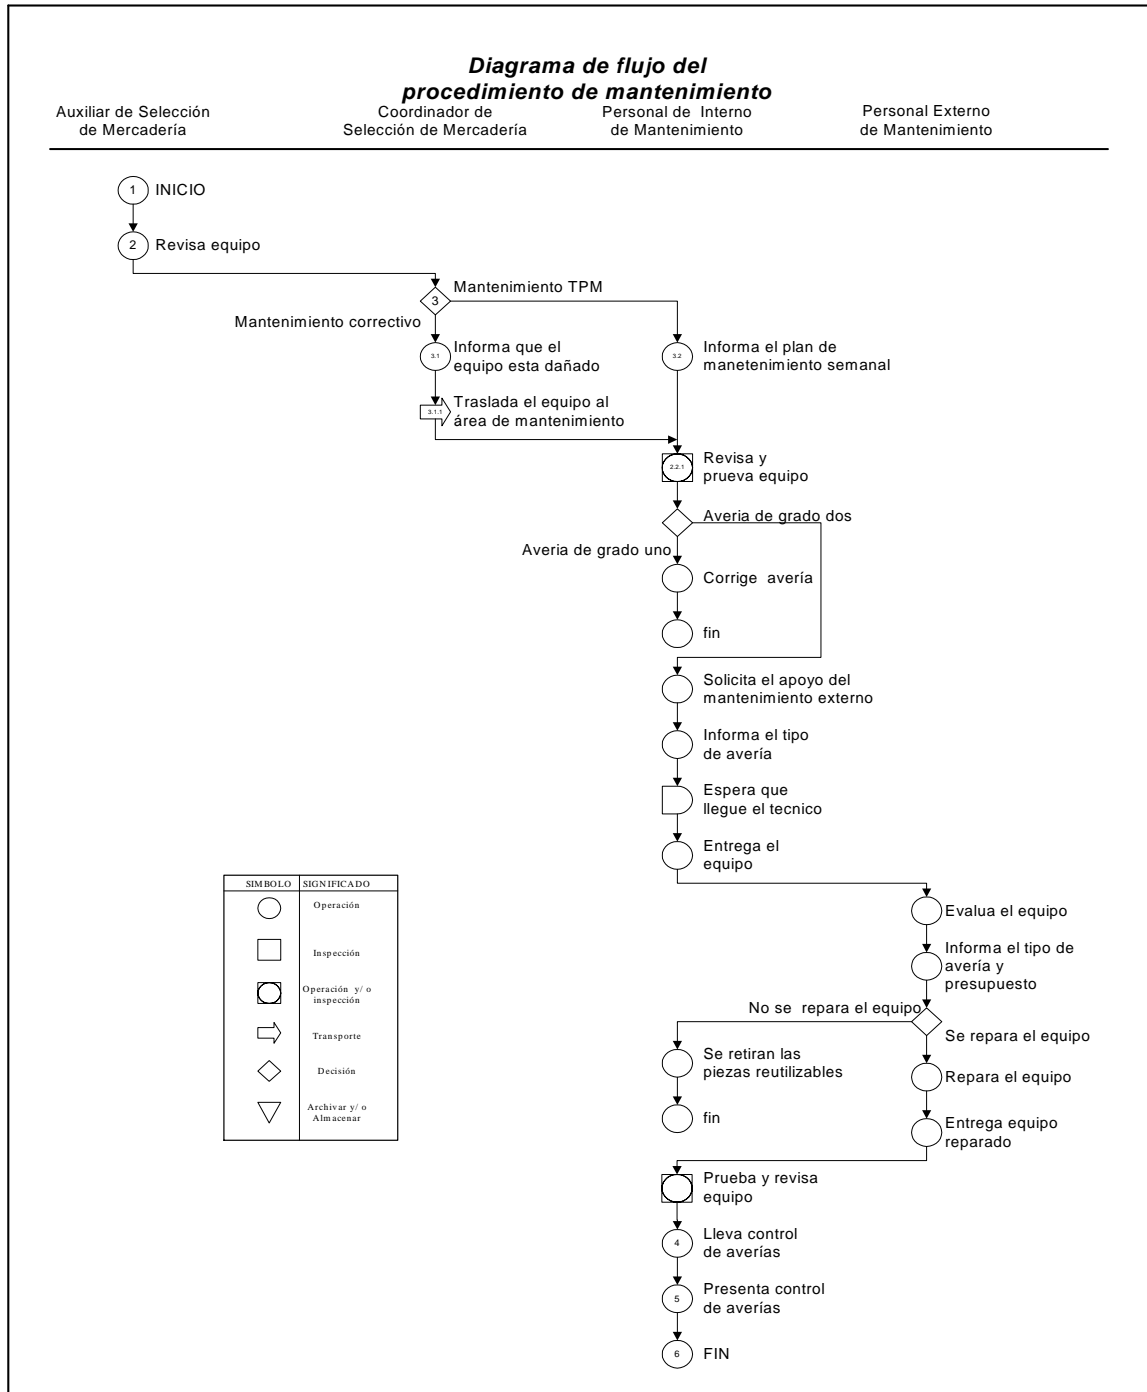 Diagrama de flujo del
procedimiento de mantenimiento
Auxiliar de Selección
de Mercadería
Coordinador de
Selección de Mercadería
Personal de  Interno
de Mantenimiento
Personal Externo
de Mantenimiento
1 INICIO
2 Revisa equipo
3 Mantenimiento TPM
Mantenimiento correctivo
3.1 Informa que el
equipo esta dañado
3.2 Informa el plan de
manetenimiento semanal
3.1.1 Traslada el equipo al
área de mantenimiento
2.2.1 Revisa y
prueva equipo
Averia de grado dos
Averia de grado uno
Corrige  avería
fin
Solicita el apoyo del
mantenimiento externo
Informa el tipo
de avería
Espera que
llegue el tecnico
Entrega el
equipo
Evalua el equipo
Informa el tipo de
avería y
presupuesto
No se  repara el equipo
Se repara el equipo
Se retiran las
piezas reutilizables
fin
Repara el equipo
Entrega equipo
reparado
Prueba y revisa
equipo
4 Lleva control
de averías
5 Presenta control
de averías
6 FIN
SIMBOLO SIGNIFICADO
Operación
Inspección
Operación  y/ o
inspección
Transporte
Decisión
Archivar y/ o
Almacenar